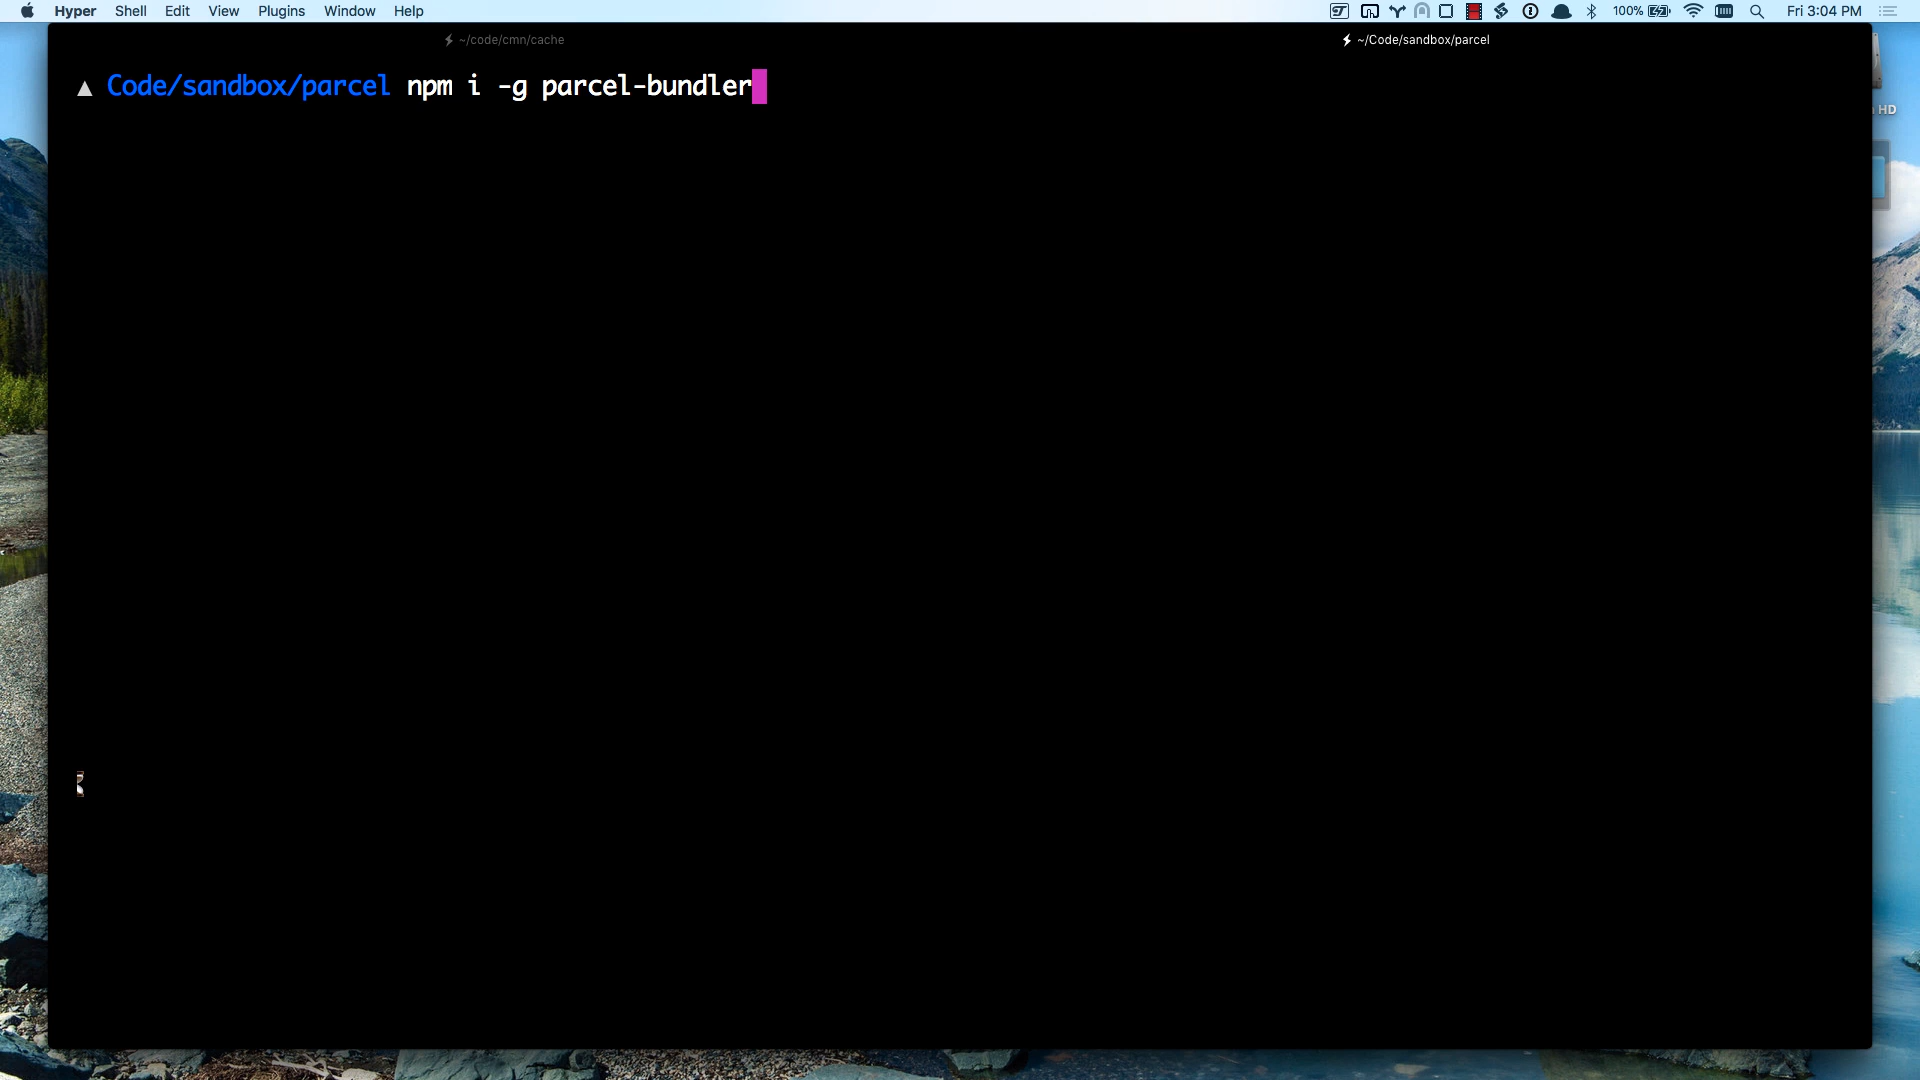 Hyper Shell Edit View Plugins Window Help 100% Fri 3:04 PM
~/code/cmn/cache ~/Code/sandbox/parcel
▲ Code/sandbox/parcel npm i -g parcel-bundler
HD